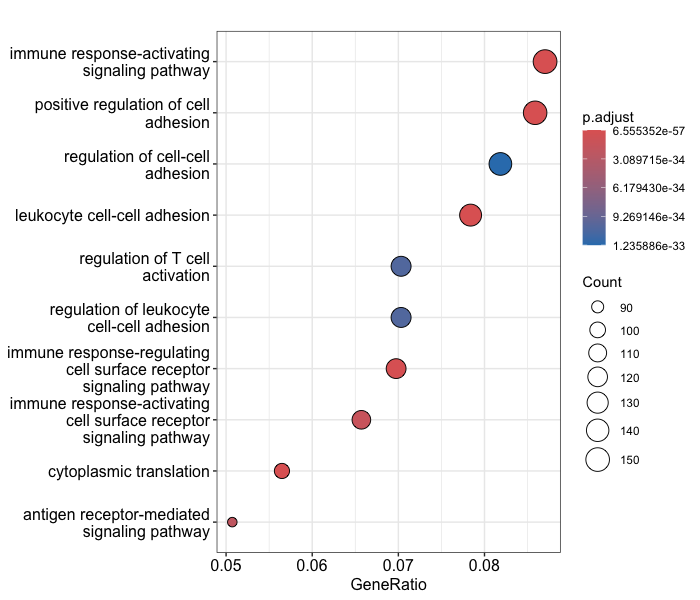 immune response-activating
signaling pathway
positive regulation of cell
adhesion
regulation of cell-cell
adhesion
leukocyte cell-cell adhesion
regulation of T cell
activation
regulation of leukocyte
cell-cell adhesion
immune response-regulating
cell surface receptor
signaling pathway
immune response-activating
cell surface receptor
signaling pathway
cytoplasmic translation
antigen receptor-mediated
signaling pathway
0.05 0.06 0.07 0.08
GeneRatio
p.adjust
6.555352e-57
3.089715e-34
6.179430e-34
9.269146e-34
1.235886e-33
Count
90
100
110
120
130
140
150